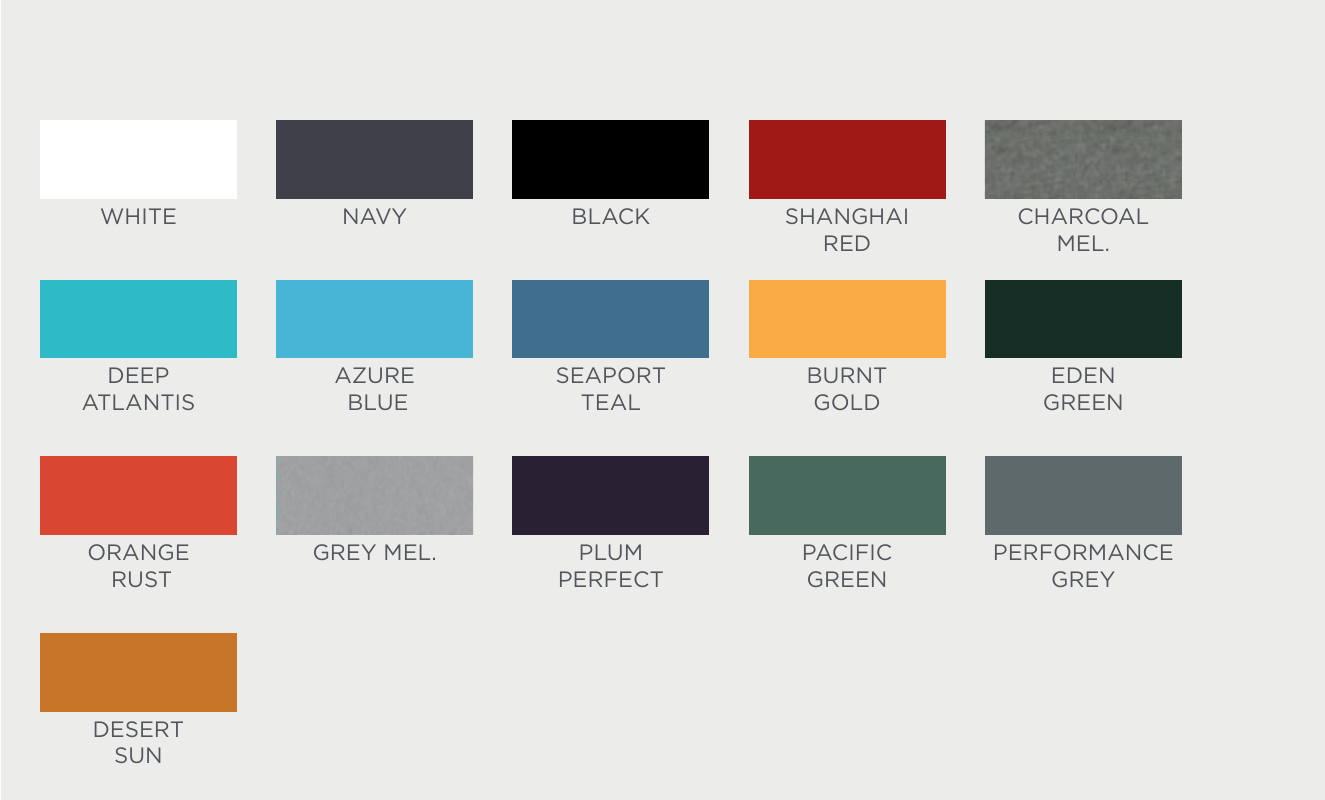 WHITE
NAVY
BLACK
SHANGHAI
RED
CHARCOAL
MEL.
DEEP
ATLANTIS
AZURE
BLUE
SEAPORT
TEAL
BURNT
GOLD
EDEN
GREEN
ORANGE
RUST
GREY MEL.
PLUM
PERFECT
PACIFIC
GREEN
PERFORMANCE
GREY
DESERT
SUN